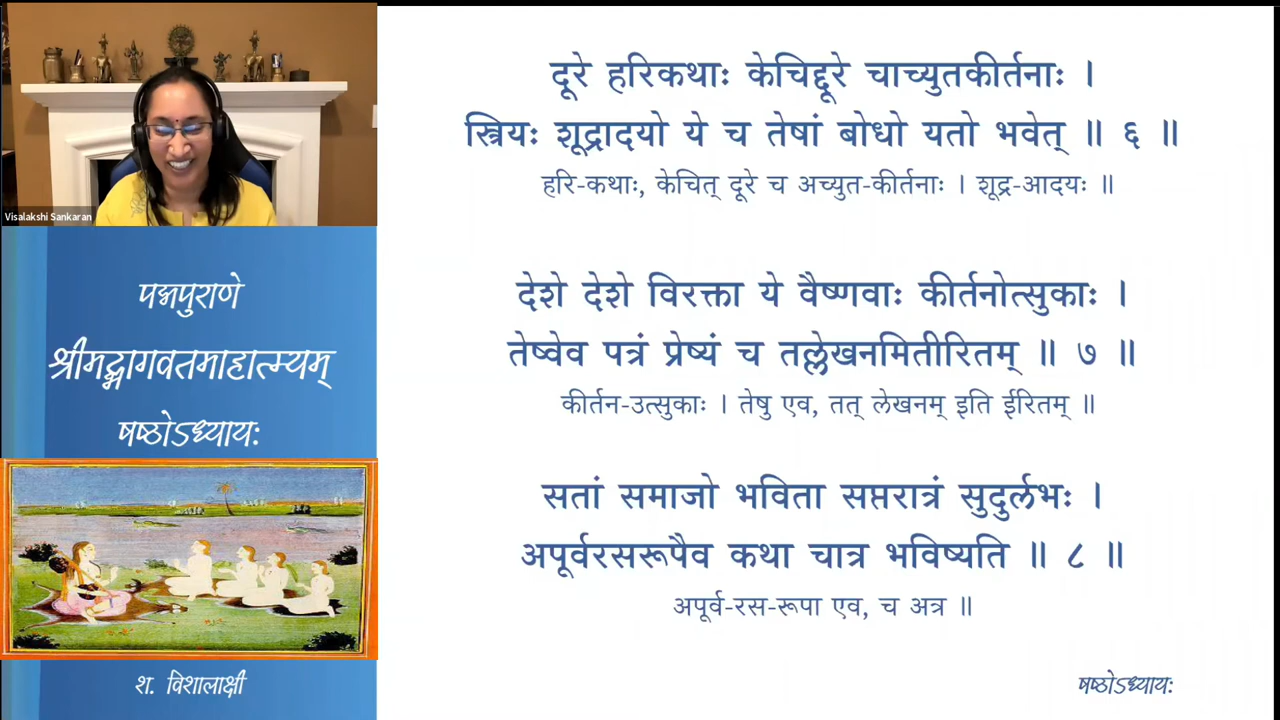 Visalakshi Sankaran
पद्मपुराणे
श्रीमद्भागवतमाहात्म्यम्
षष्ठोऽध्यायः
श. विशालाक्षी
दूरे हरिकथाः केचिद्दूरे चाच्युतकीर्तनाः ।
स्त्रियः शूद्रादयो ये च तेषां बोधो यतो भवेत् ॥ ६ ॥
हरि-कथाः, केचित् दूरे च अच्युत-कीर्तनाः । शूद्र-आदयः ॥
देशे देशे विरक्ता ये वैष्णवाः कीर्तनोत्सुकाः ।
तेष्वेव पत्रं प्रेष्यं च तल्लेखनमितीरितम् ॥ ७ ॥
कीर्तन-उत्सुकाः । तेषु एव, तत् लेखनम् इति ईरितम् ॥
सतां समाजो भविता सप्तरात्रं सुदुर्लभः ।
अपूर्वरसरूपैव कथा चात्र भविष्यति ॥ ८ ॥
अपूर्व-रस-रूपा एव, च अत्र ॥
षष्ठोऽध्यायः